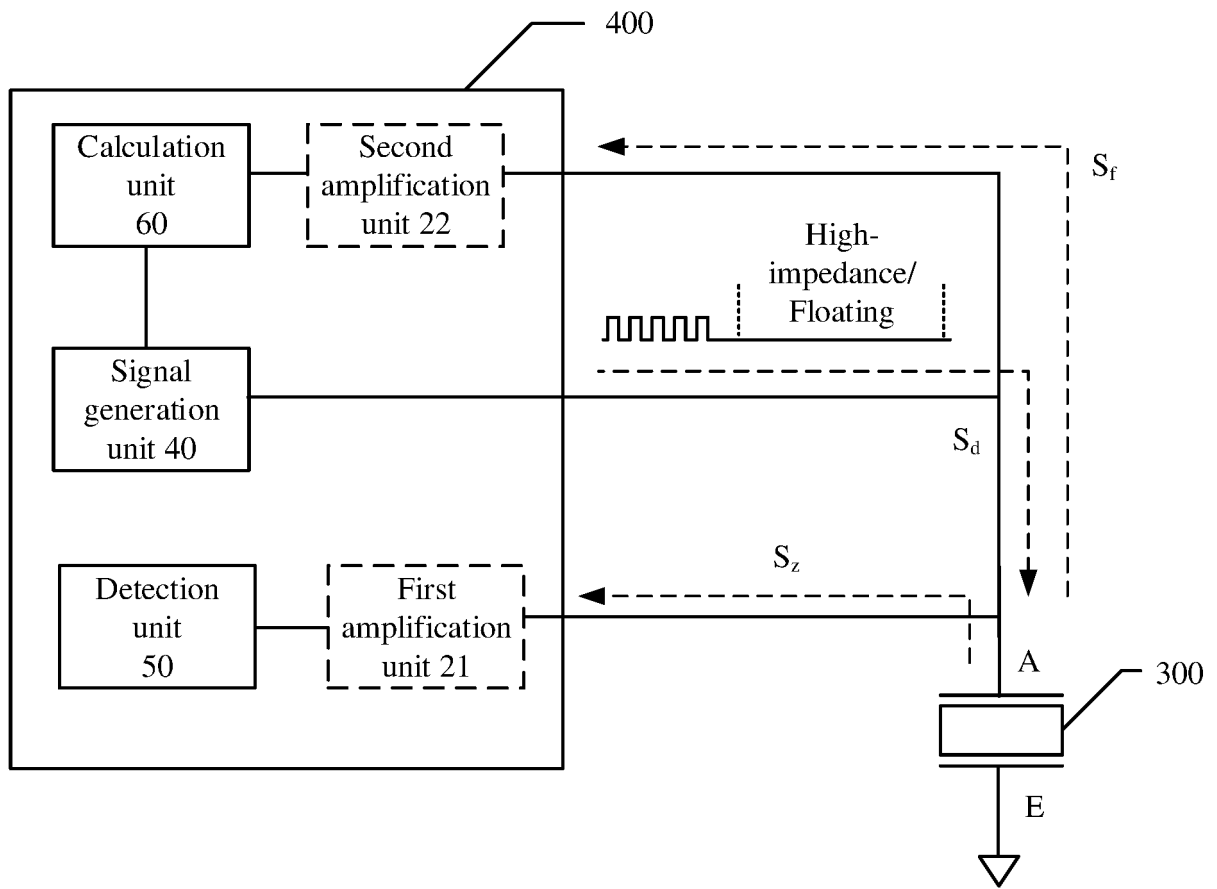 400
Calculation
unit
60
Second
amplification
unit 22
Sf
High-
impedance/
Floating
Signal
generation
unit 40
Sd
Sz
Detection
unit
50
First
amplification
unit 21
A
300
E